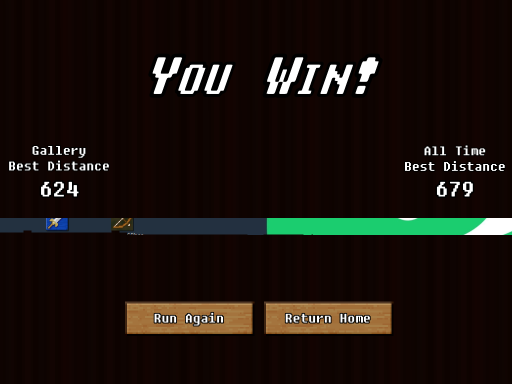 You Win!
Gallery
Best Distance
624
All Time
Best Distance
679
Run Again
Return Home